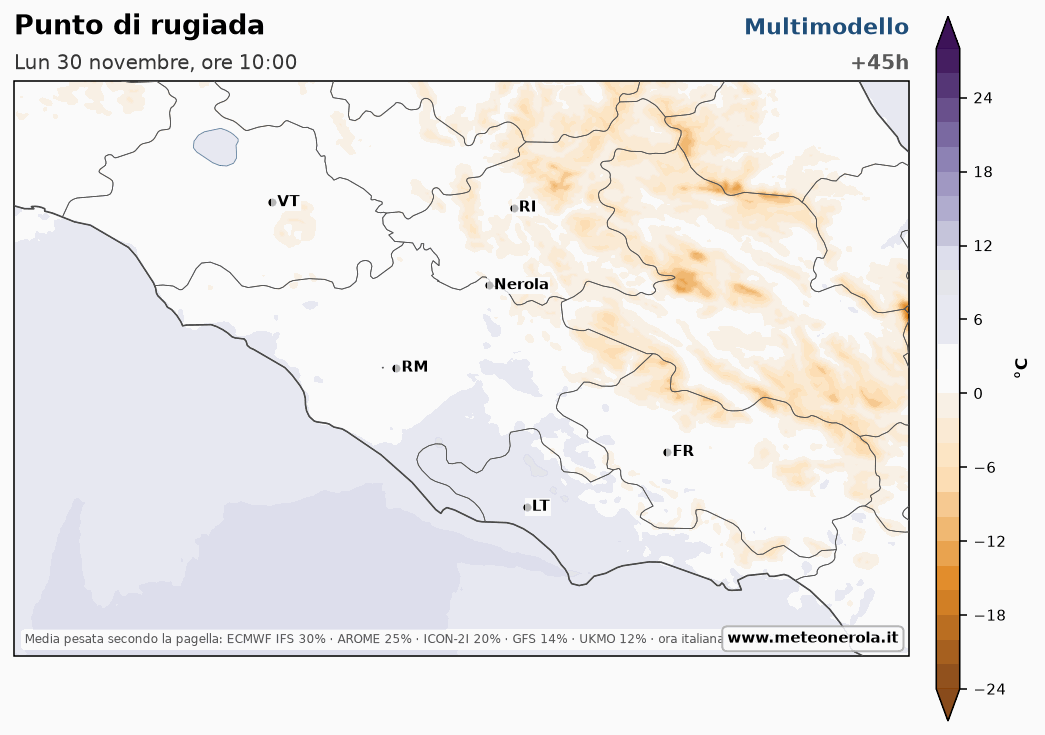 Punto di rugiada
Multimodello
Lun 30 novembre, ore 10:00
+45h
VT
RI
Nerola
RM
FR
LT
24
18
12
6
0
−6
−12
−18
−24
°C
Media pesata secondo la pagella: ECMWF IFS 30% · AROME 25% · ICON-2I 20% · GFS 14% · UKMO 12% · ora italiana
www.meteonerola.it